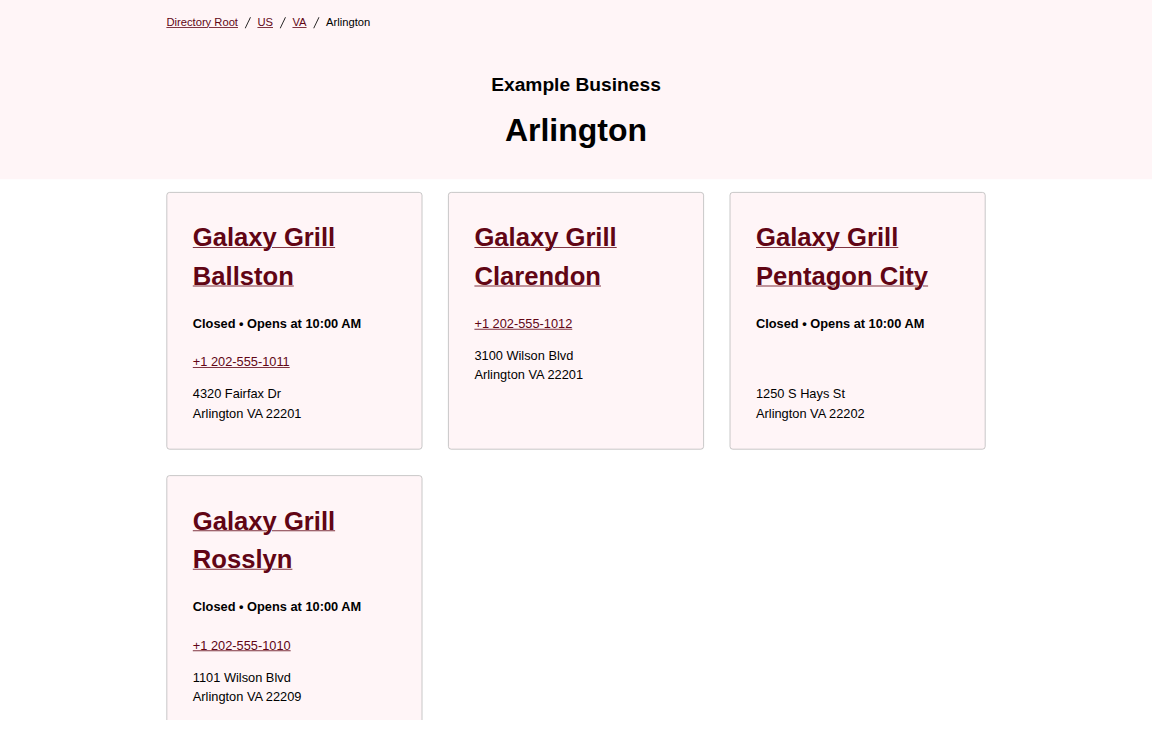 Directory Root / US / VA / Arlington
Example Business
Arlington
Galaxy Grill
Ballston
Closed • Opens at 10:00 AM
+1 202-555-1011
4320 Fairfax Dr
Arlington VA 22201
Galaxy Grill
Clarendon
+1 202-555-1012
3100 Wilson Blvd
Arlington VA 22201
Galaxy Grill
Pentagon City
Closed • Opens at 10:00 AM
1250 S Hays St
Arlington VA 22202
Galaxy Grill
Rosslyn
Closed • Opens at 10:00 AM
+1 202-555-1010
1101 Wilson Blvd
Arlington VA 22209